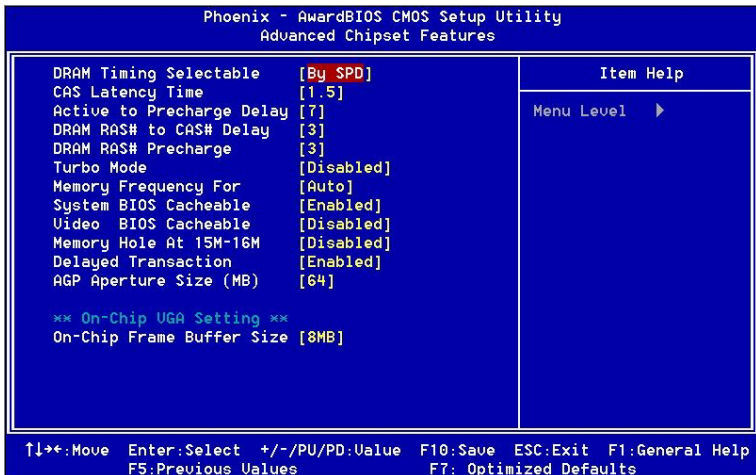 Phoenix - AwardBIOS CMOS Setup Utility
Advanced Chipset Features
DRAM Timing Selectable [By SPD]
CAS Latency Time [1.5]
Active to Precharge Delay [7]
DRAM RAS# to CAS# Delay [3]
DRAM RAS# Precharge [3]
Turbo Mode [Disabled]
Memory Frequency For [Auto]
System BIOS Cacheable [Enabled]
Video BIOS Cacheable [Disabled]
Memory Hole At 15M-16M [Disabled]
Delayed Transaction [Enabled]
AGP Aperture Size (MB) [64]
** On-Chip VGA Setting **
On-Chip Frame Buffer Size [8MB]
Item Help
Menu Level ▶
↑↓→←:Move Enter:Select +/-/PU/PD:Value F10:Save ESC:Exit F1:General Help
F5:Previous Values F7: Optimized Defaults